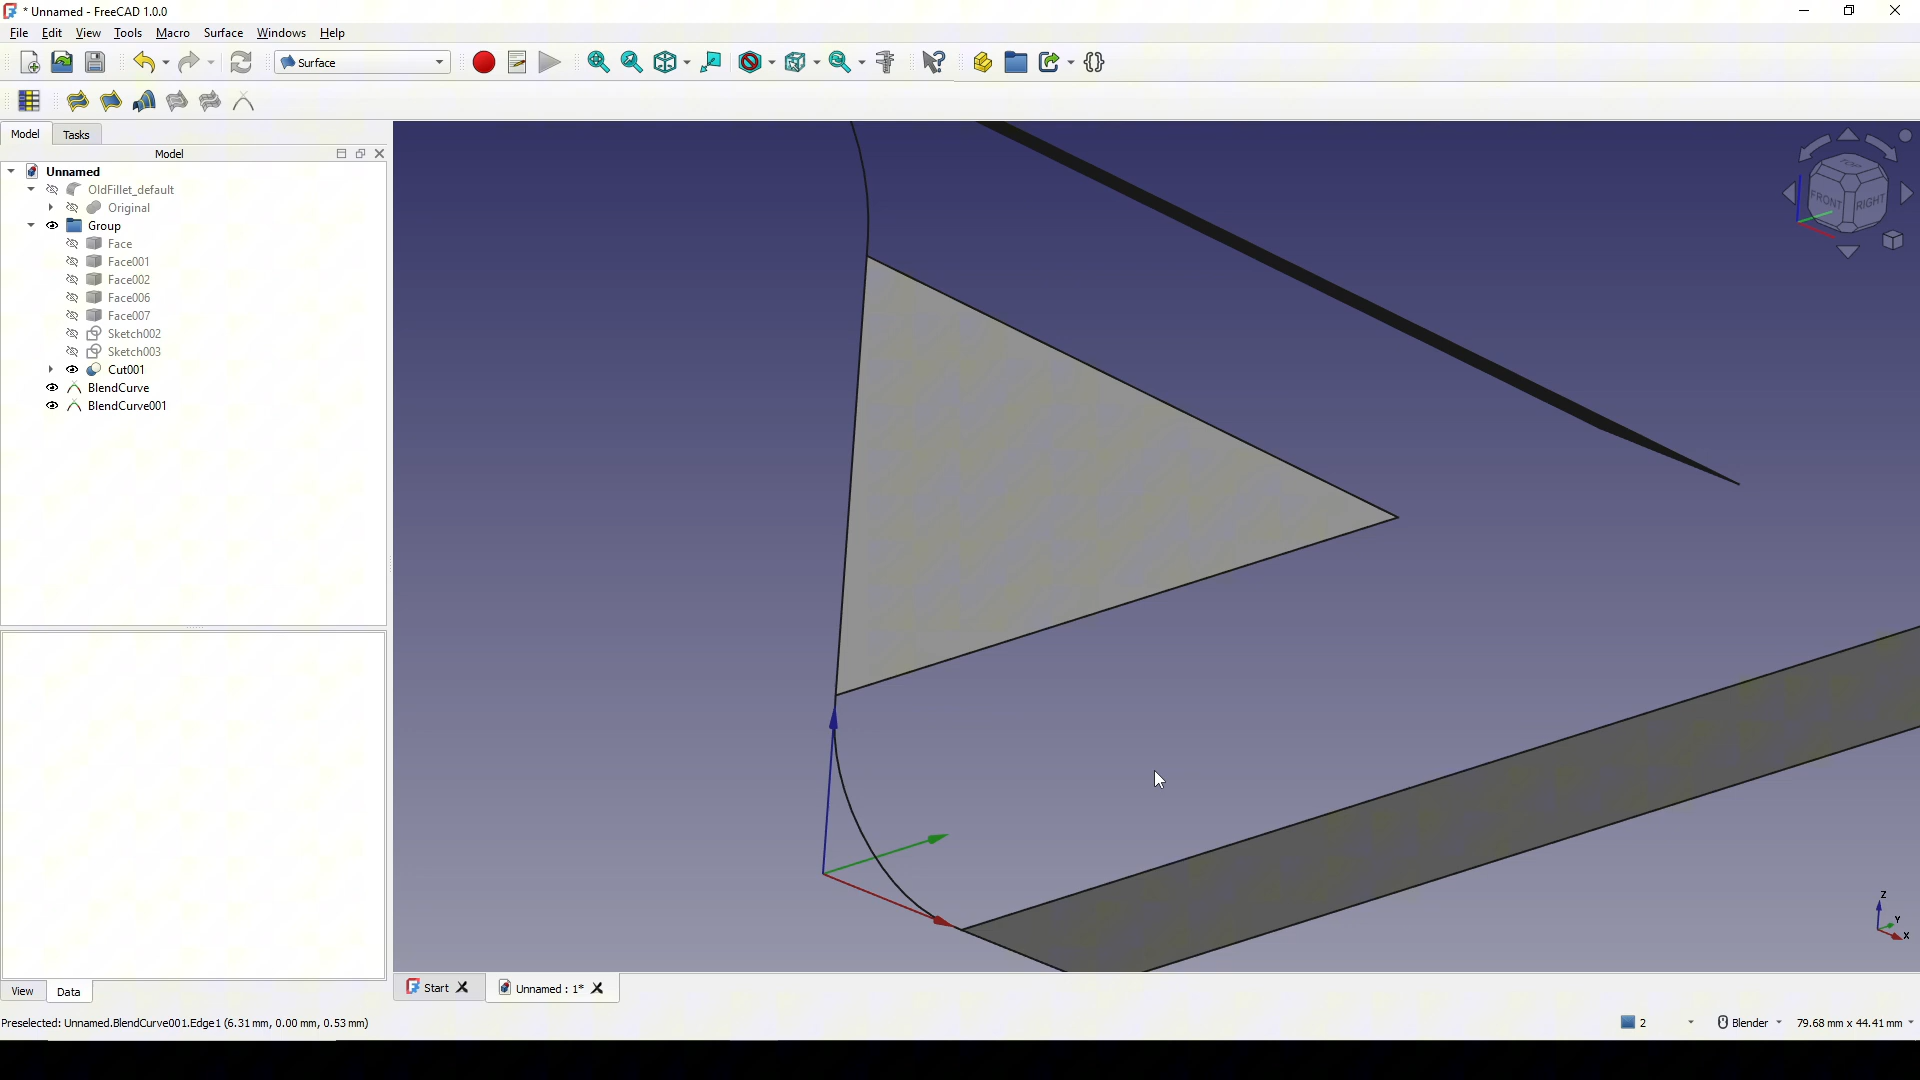 * Unnamed - FreeCAD 1.0.0
File Edit View Tools Macro Surface Windows Help
Surface
Model Tasks
Model
Unnamed
OldFillet_default
Original
Group
Face
Face001
Face002
Face006
Face007
Sketch002
Sketch003
Cut001
BlendCurve
BlendCurve001
TOP
FRONT RIGHT
Z
Y
X
View Data
Start
Unnamed : 1*
Preselected: Unnamed.BlendCurve001.Edge1 (6.31 mm, 0.00 mm, 0.53 mm)
2 Blender 79.68 mm x 44.41 mm